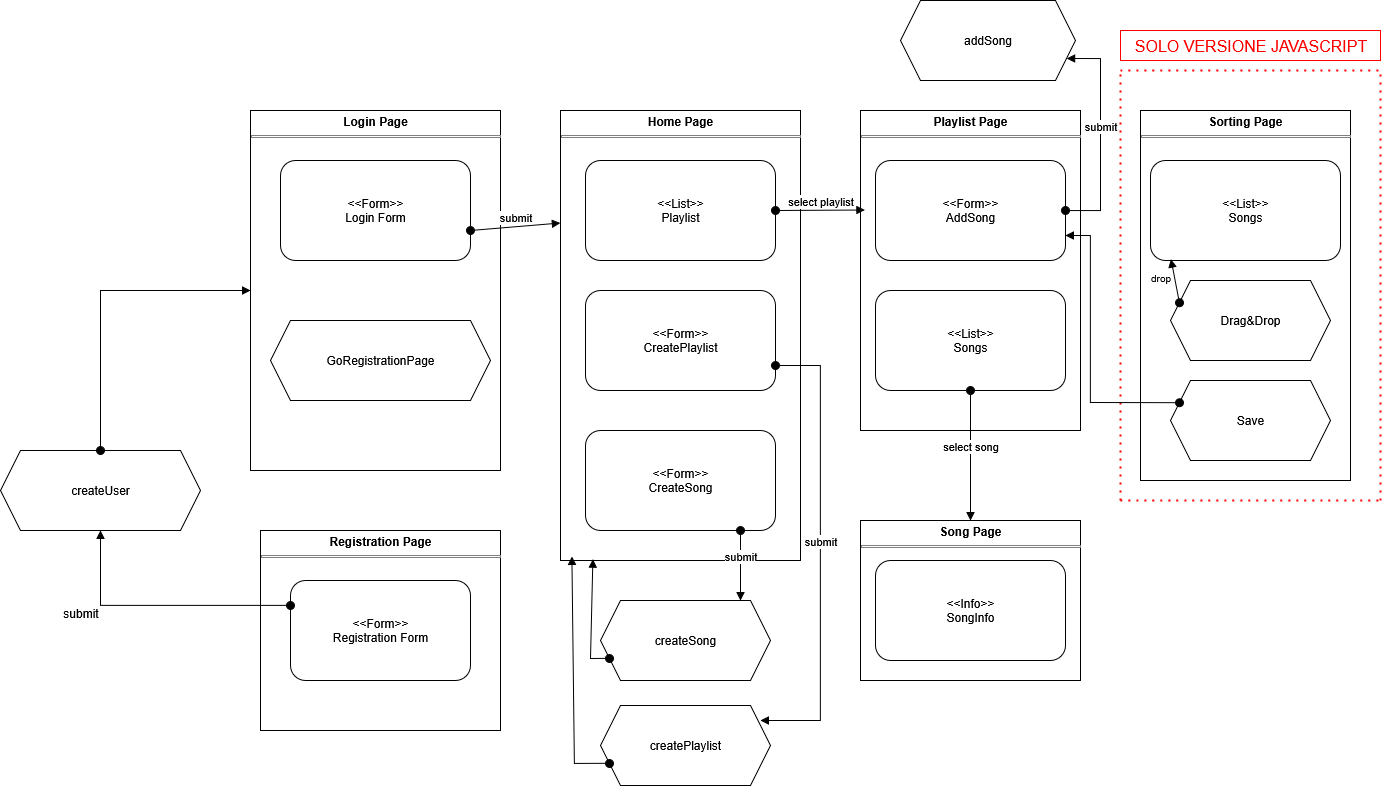 addSong
SOLO VERSIONE JAVASCRIPT
Login Page
<<Form>>
Login Form
GoRegistrationPage
submit
Home Page
<<List>>
Playlist
<<Form>>
CreatePlaylist
<<Form>>
CreateSong
select playlist
Playlist Page
<<Form>>
AddSong
<<List>>
Songs
submit
Sorting Page
<<List>>
Songs
drop
Drag&Drop
Save
select song
createUser
submit
Registration Page
<<Form>>
Registration Form
submit
submit
createSong
createPlaylist
Song Page
<<Info>>
SongInfo